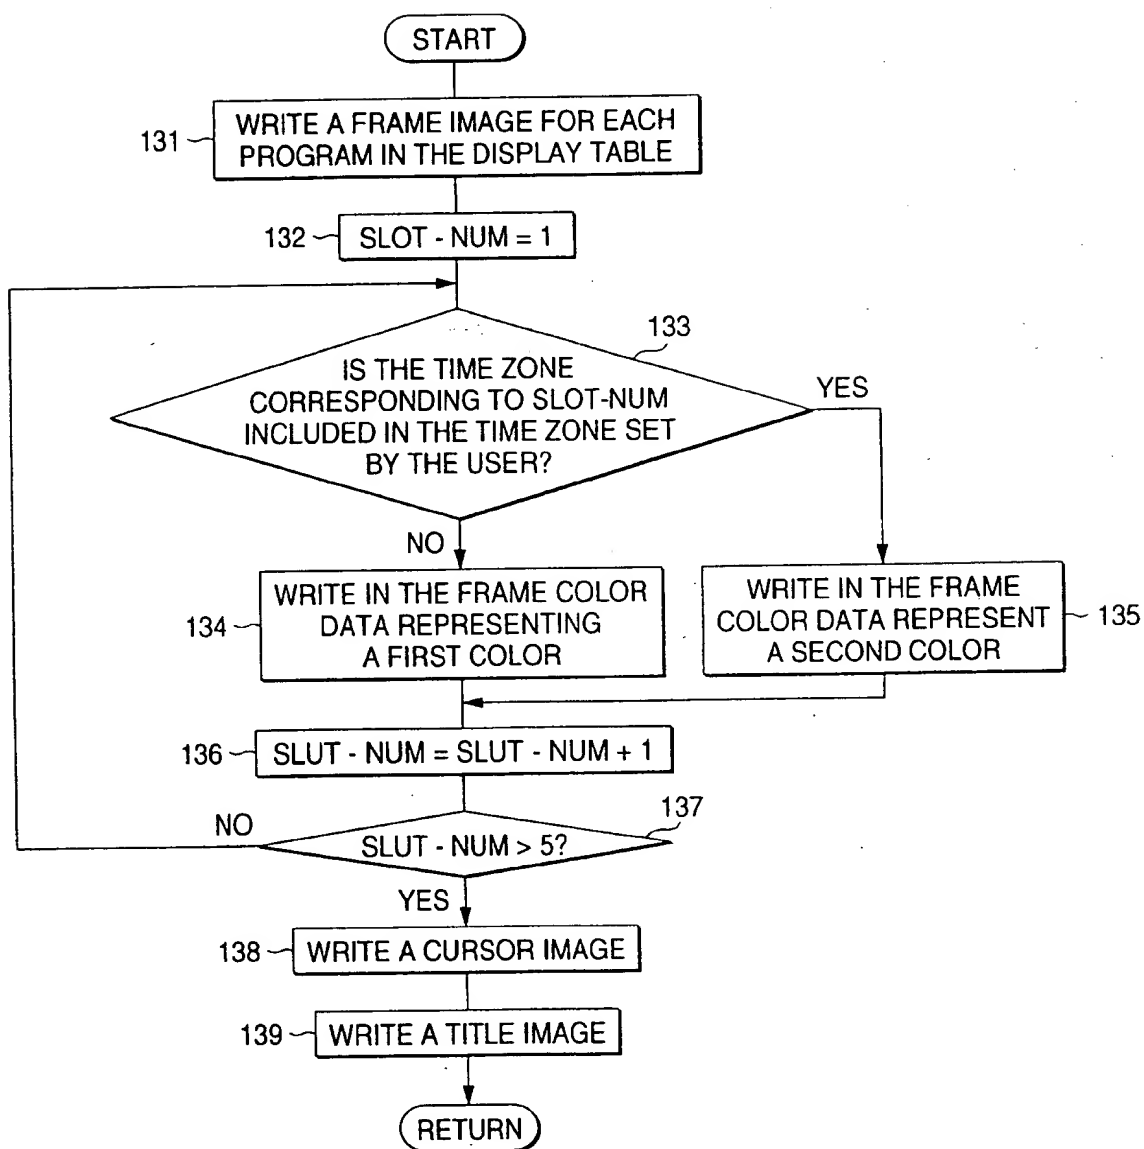 START
131
WRITE A FRAME IMAGE FOR EACH
PROGRAM IN THE DISPLAY TABLE
132
SLOT - NUM = 1
133
IS THE TIME ZONE
CORRESPONDING TO SLOT-NUM
INCLUDED IN THE TIME ZONE SET
BY THE USER?
YES
NO
134
WRITE IN THE FRAME COLOR
DATA REPRESENTING
A FIRST COLOR
WRITE IN THE FRAME
COLOR DATA REPRESENT
A SECOND COLOR
135
136
SLUT - NUM = SLUT - NUM + 1
137
NO
SLUT - NUM > 5?
YES
138
WRITE A CURSOR IMAGE
139
WRITE A TITLE IMAGE
RETURN